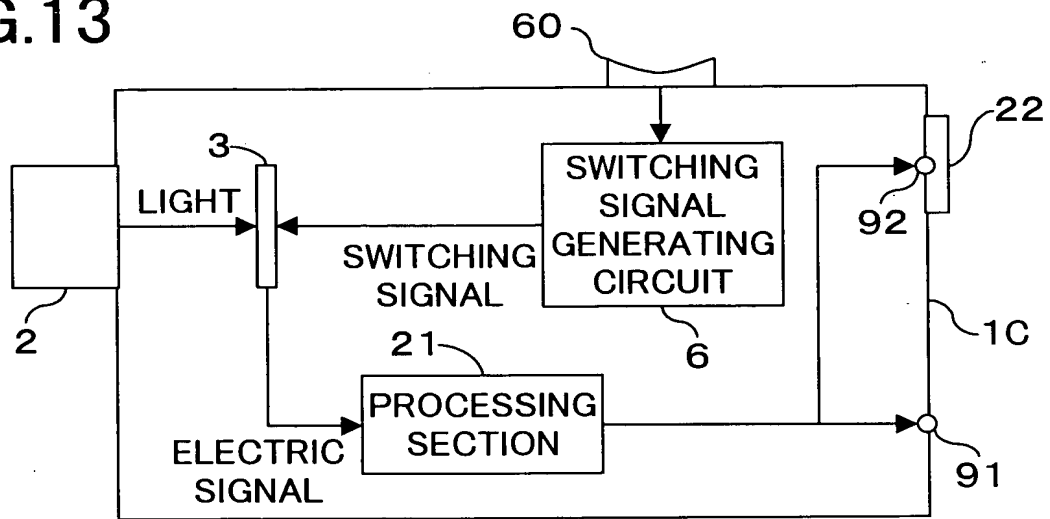 G.13
60
22
3
SWITCHING
SIGNAL
GENERATING
CIRCUIT
LIGHT
92
SWITCHING
SIGNAL
2
6
1C
21
PROCESSING
SECTION
ELECTRIC
SIGNAL
91